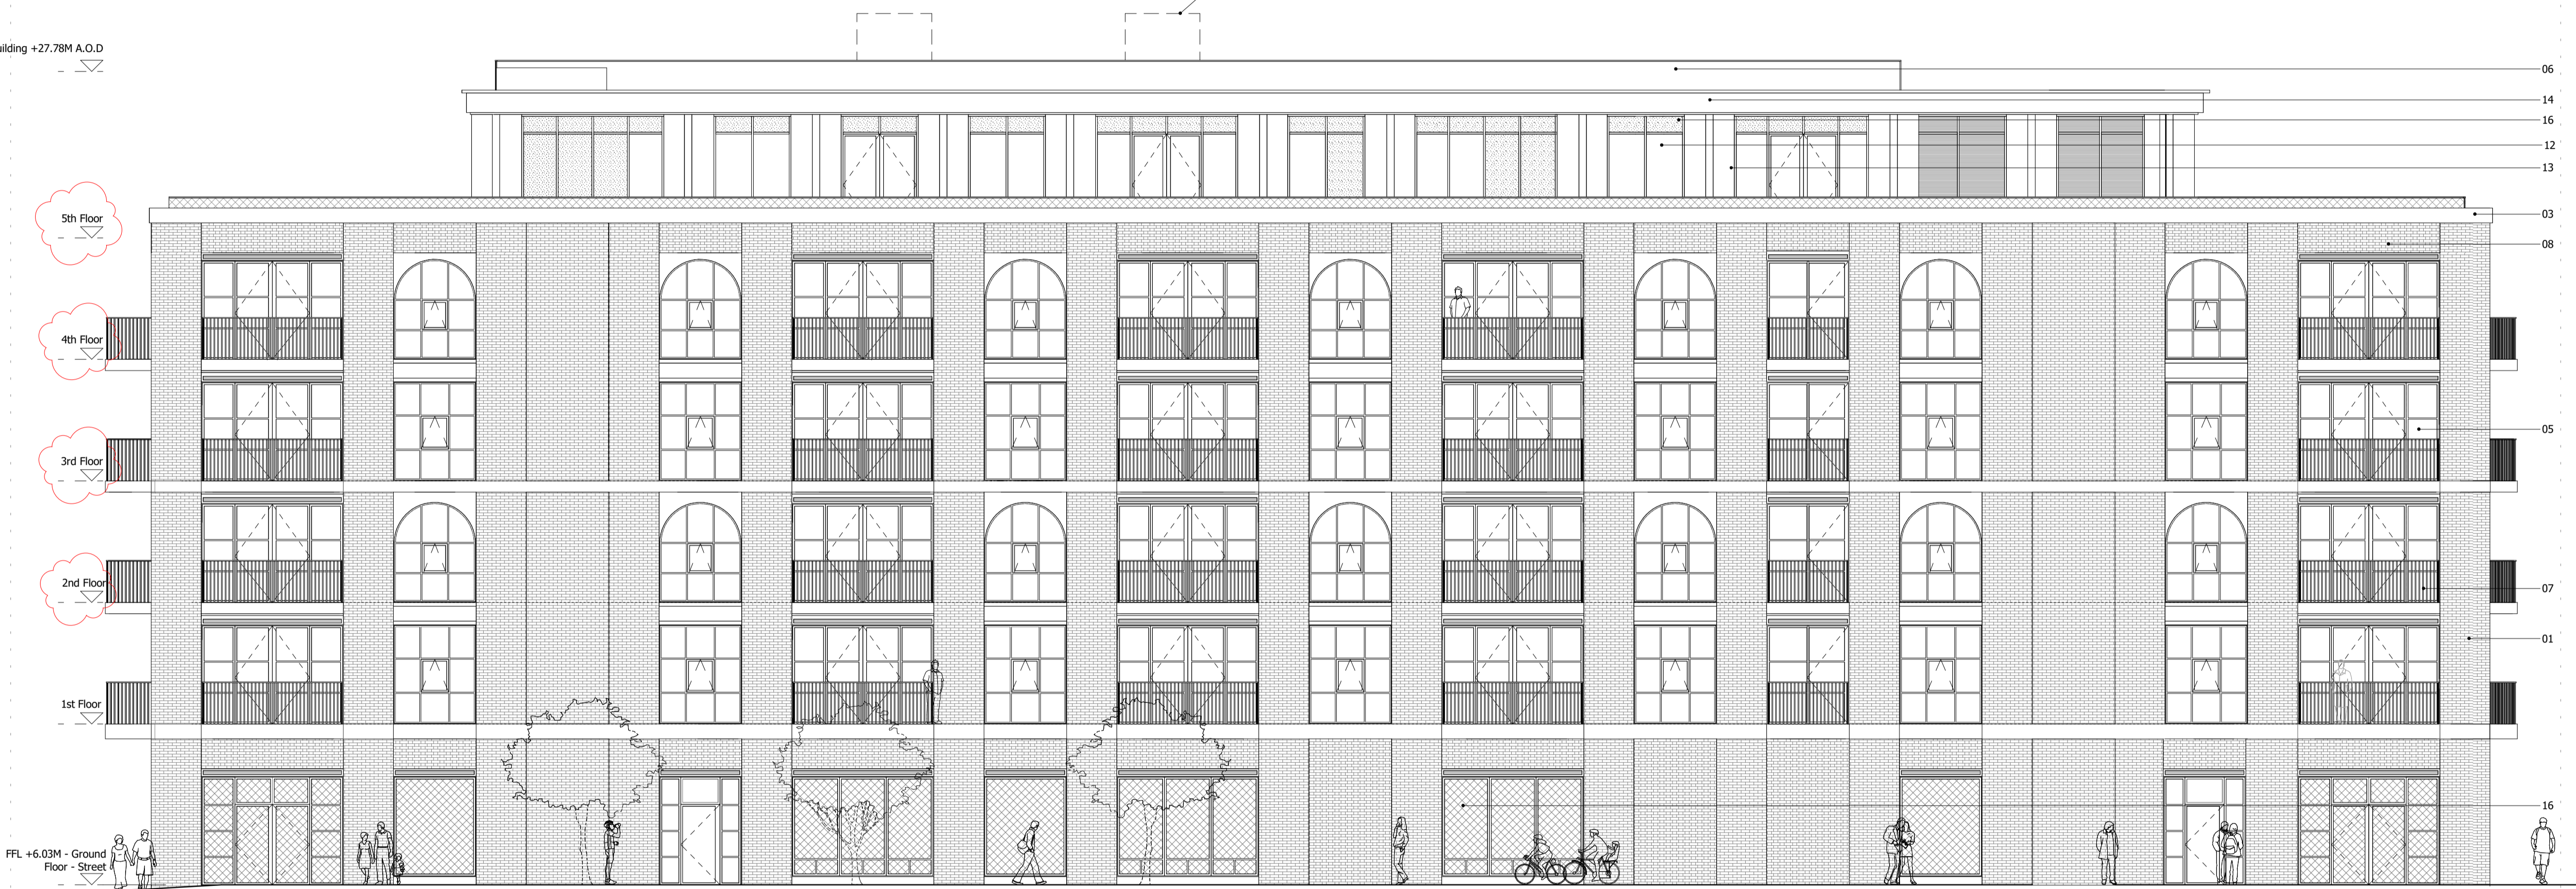 ilding +27.78M A.O.D
06
14
16
12
13
5th Floor
03
08
4th Floor
3rd Floor
05
2nd Floor
07
01
1st Floor
16
FFL +6.03M - Ground
Floor - Street